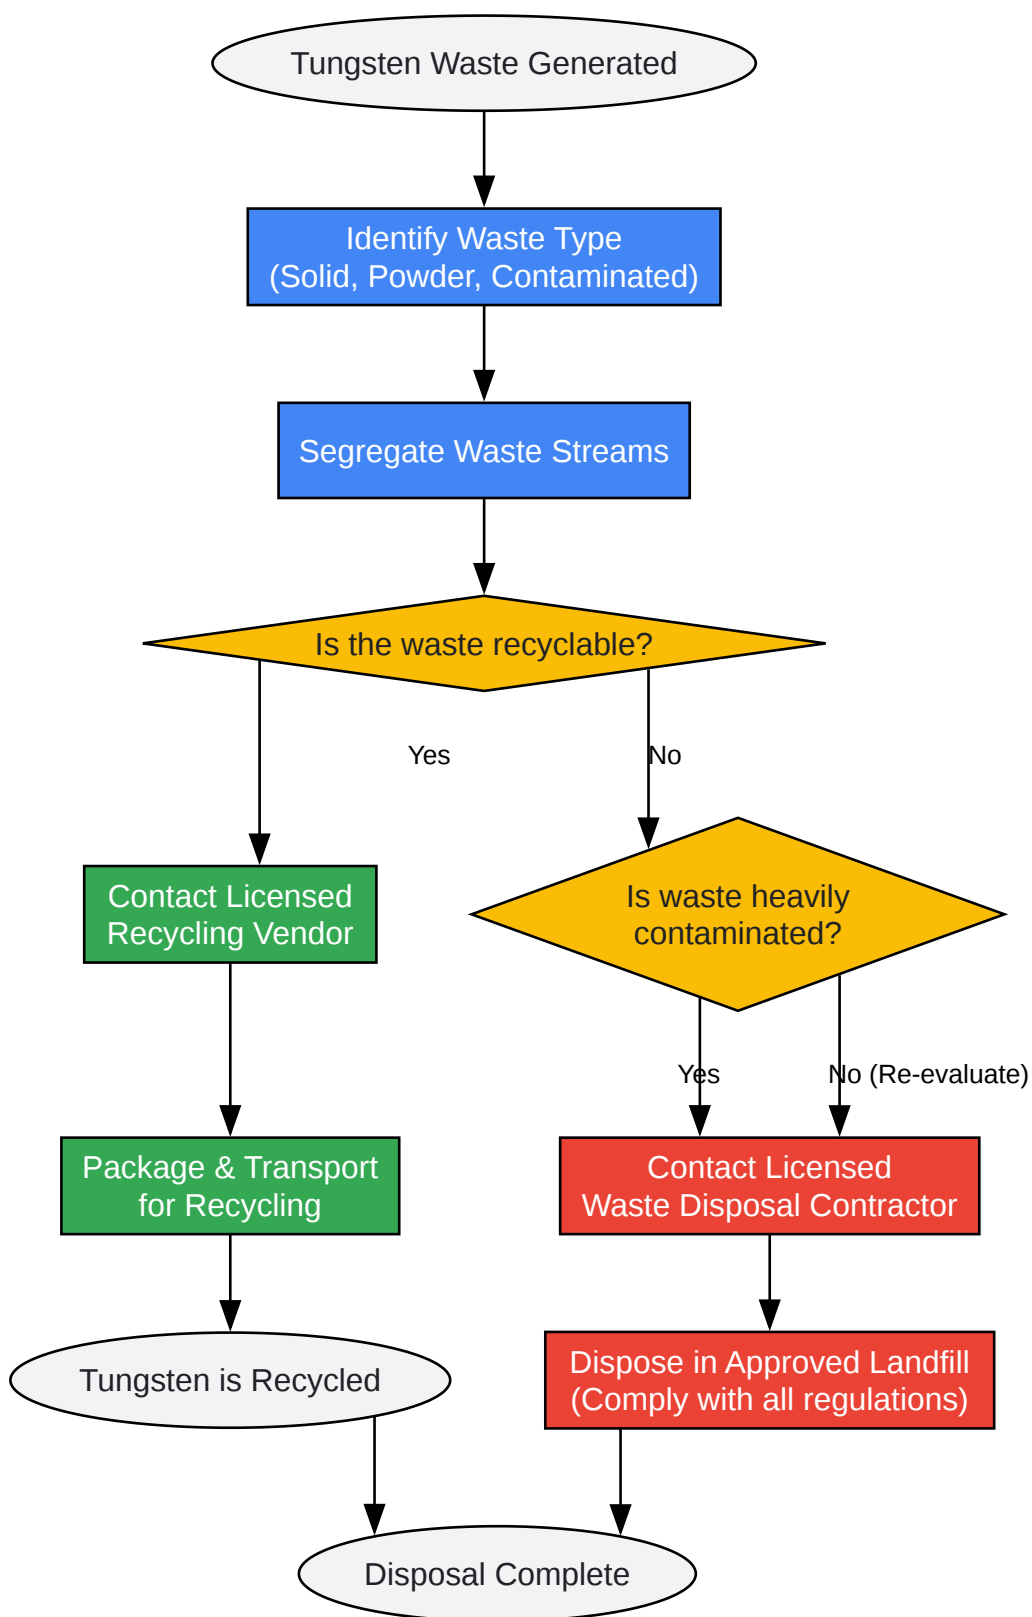 Tungsten Waste Generated
Identify Waste Type
(Solid, Powder, Contaminated)
Segregate Waste Streams
Is the waste recyclable?
Yes
No
Contact Licensed
Recycling Vendor
Is waste heavily
contaminated?
Yes
No (Re-evaluate)
Package & Transport
for Recycling
Contact Licensed
Waste Disposal Contractor
Tungsten is Recycled
Dispose in Approved Landfill
(Comply with all regulations)
Disposal Complete